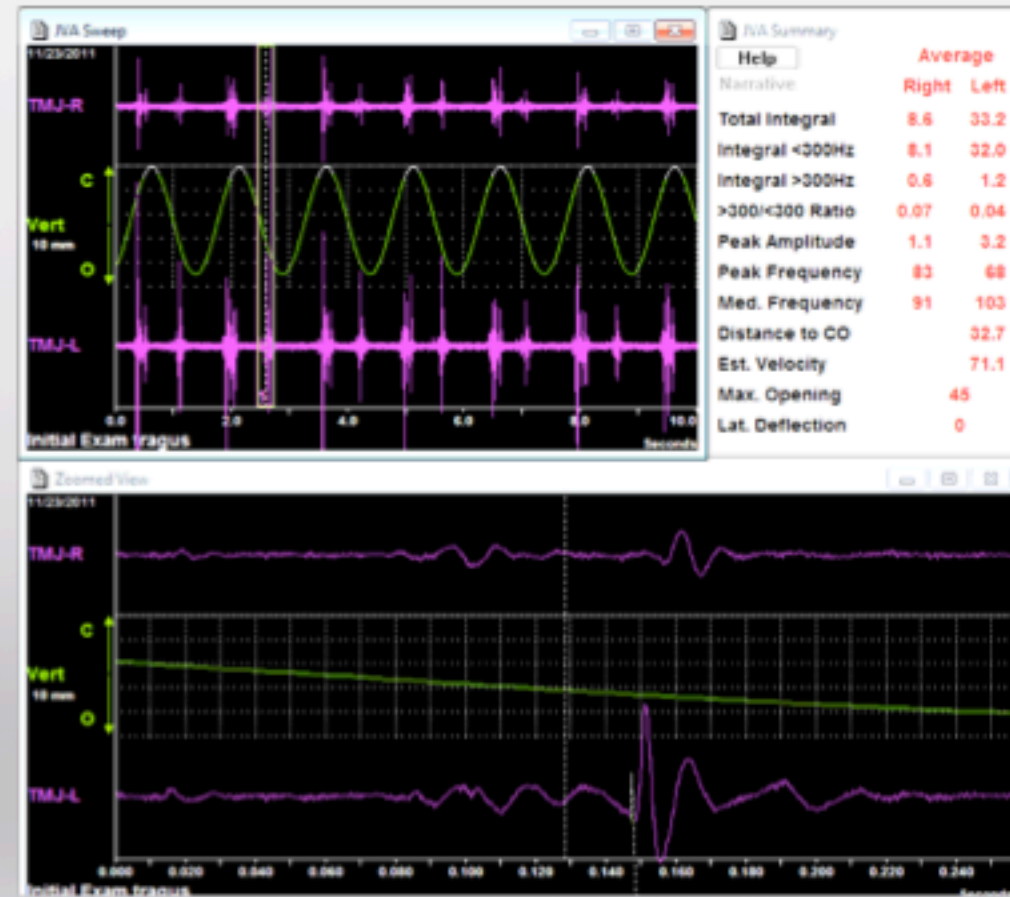 JVA Sweep
11/23/2011
TMJ-R
C
Vert
10 mm
O
TMJ-L
0.0 2.0 4.0 6.0 8.0 10.0
Initial Exam tragus Seconds
JVA Summary
Help Average
Narrative Right Left
Total Integral 8.6 33.2
Integral <300Hz 8.1 32.0
Integral >300Hz 0.6 1.2
>300/<300 Ratio 0.07 0.04
Peak Amplitude 1.1 3.2
Peak Frequency 83 68
Med. Frequency 91 103
Distance to CO 32.7
Est. Velocity 71.1
Max. Opening 45
Lat. Deflection 0
Zoomed View
11/23/2011
TMJ-R
C
Vert
10 mm
O
TMJ-L
0.000 0.020 0.040 0.060 0.080 0.100 0.120 0.140 0.160 0.180 0.200 0.220 0.240
Initial Exam tragus Seconds